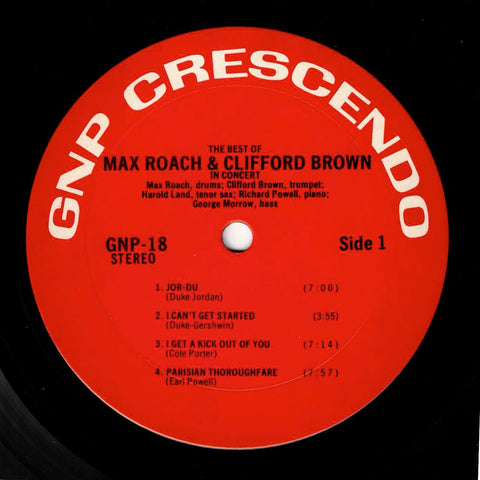 GNP CRESCENDO
THE BEST OF
MAX ROACH & CLIFFORD BROWN
IN CONCERT
Max Roach, drums; Clifford Brown, trumpet;
Harold Land, tenor sax; Richard Powell, piano;
George Morrow, bass
GNP-18 Side 1
STEREO
1. JOR-DU (7:00)
(Duke Jordan)
2. I CAN'T GET STARTED (3:55)
(Duke-Gershwin)
3. I GET A KICK OUT OF YOU (7:14)
(Cole Porter)
4. PARISIAN THOROUGHFARE (7:57)
(Earl Powell)